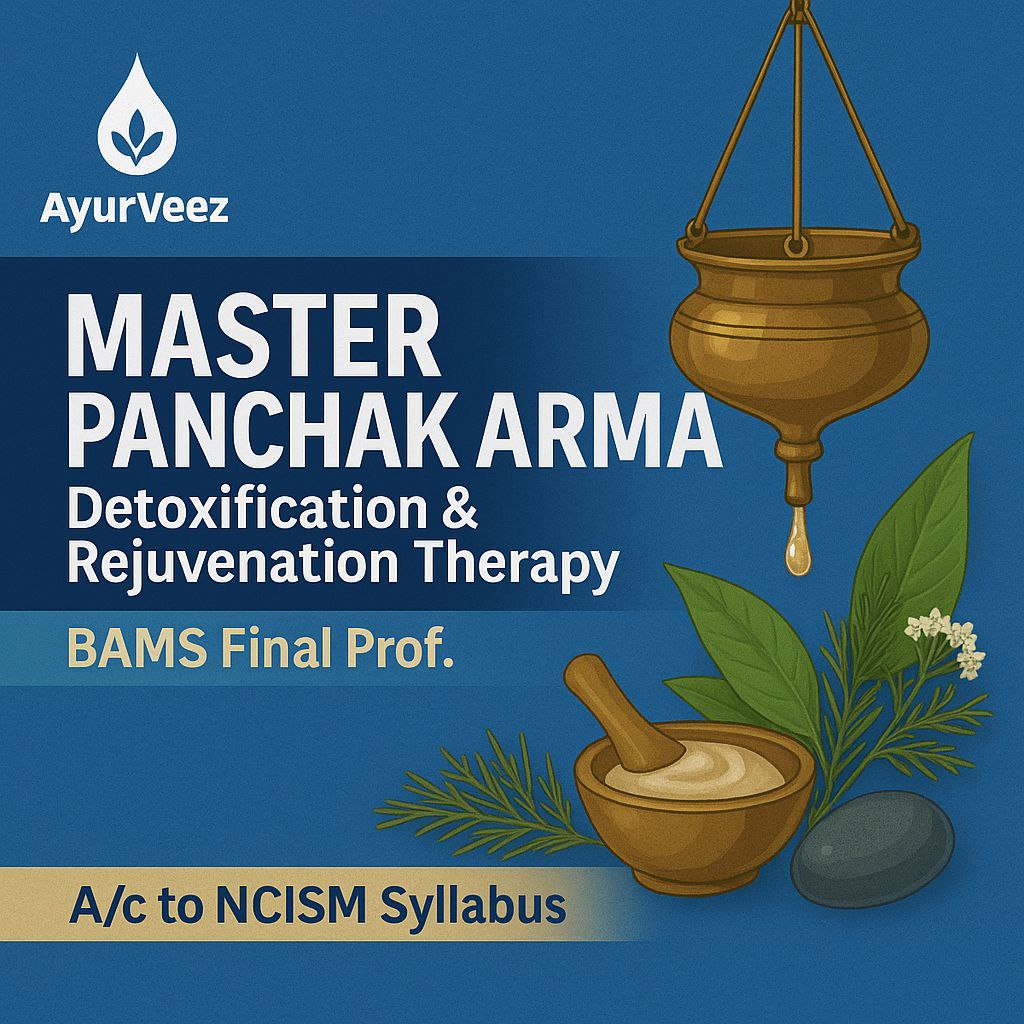 AyurVeez
MASTER
PANCHAK ARMA
Detoxification &
Rejuvenation Therapy
BAMS Final Prof.
A/c to NCISM Syllabus